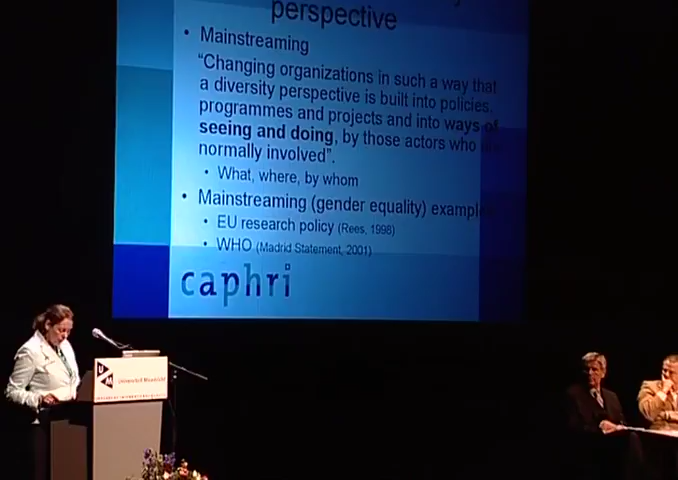 perspective
• Mainstreaming
“Changing organizations in such a way that
a diversity perspective is built into policies,
programmes and projects and into ways of
seeing and doing, by those actors who are
normally involved”.
• What, where, by whom
• Mainstreaming (gender equality) example
• EU research policy (Rees, 1998)
• WHO (Madrid Statement, 2001)
caphri
UM
Universiteit Maastricht